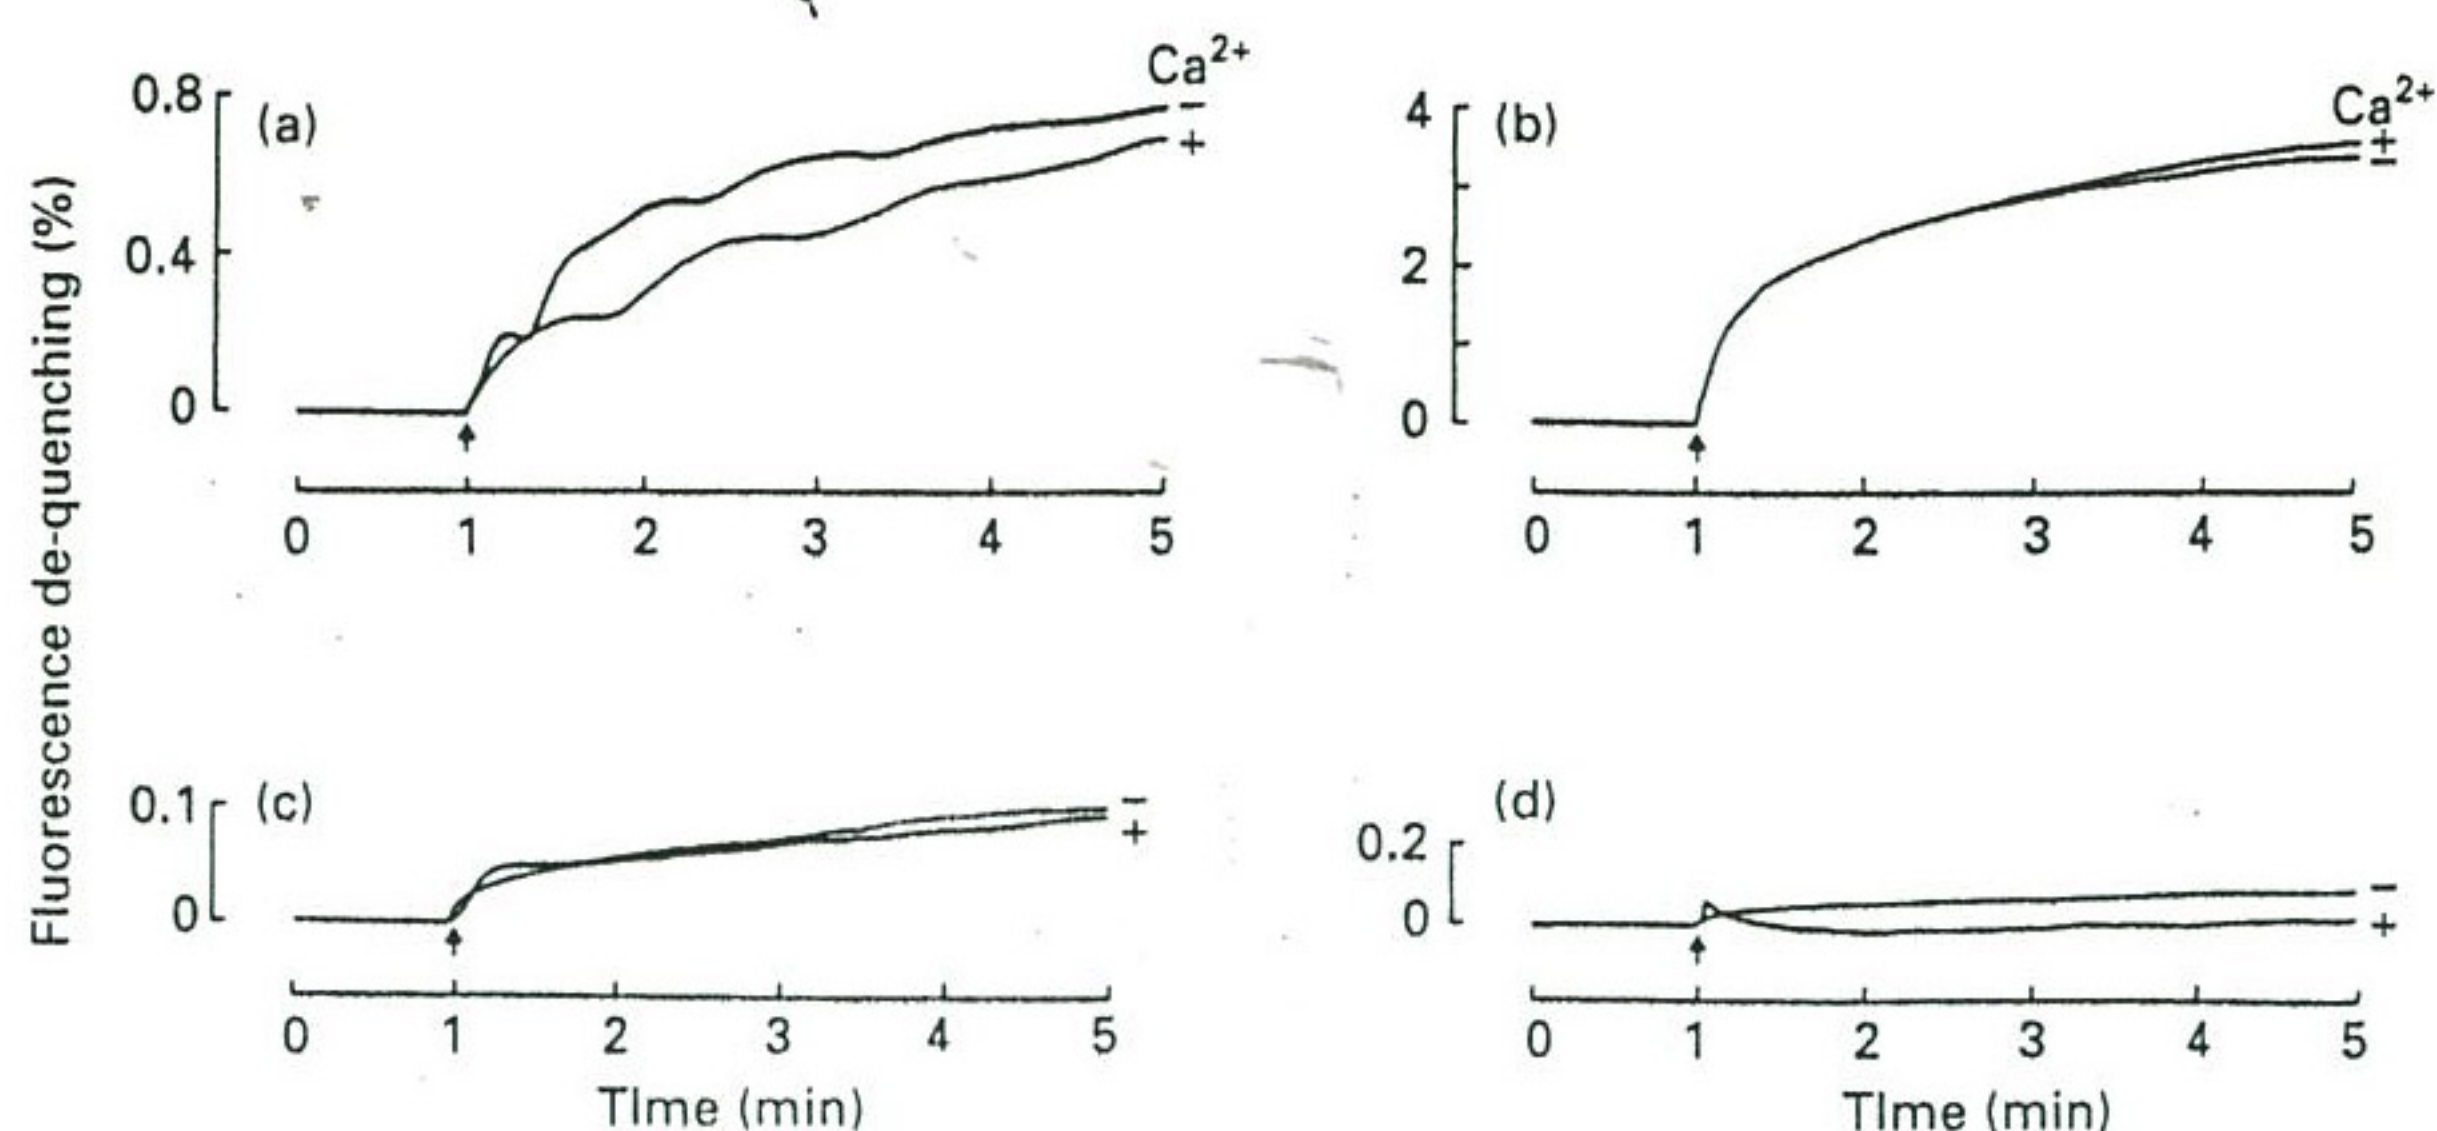 Fluorescence de-quenching (%)
(a)
Ca²⁺
−
+
0.8
0.4
0
0 1 2 3 4 5
(b)
Ca²⁺
+
−
4
2
0
0 1 2 3 4 5
(c)
−
+
0.1
0
0 1 2 3 4 5
TIme (min)
(d)
−
+
0.2
0
0 1 2 3 4 5
TIme (min)